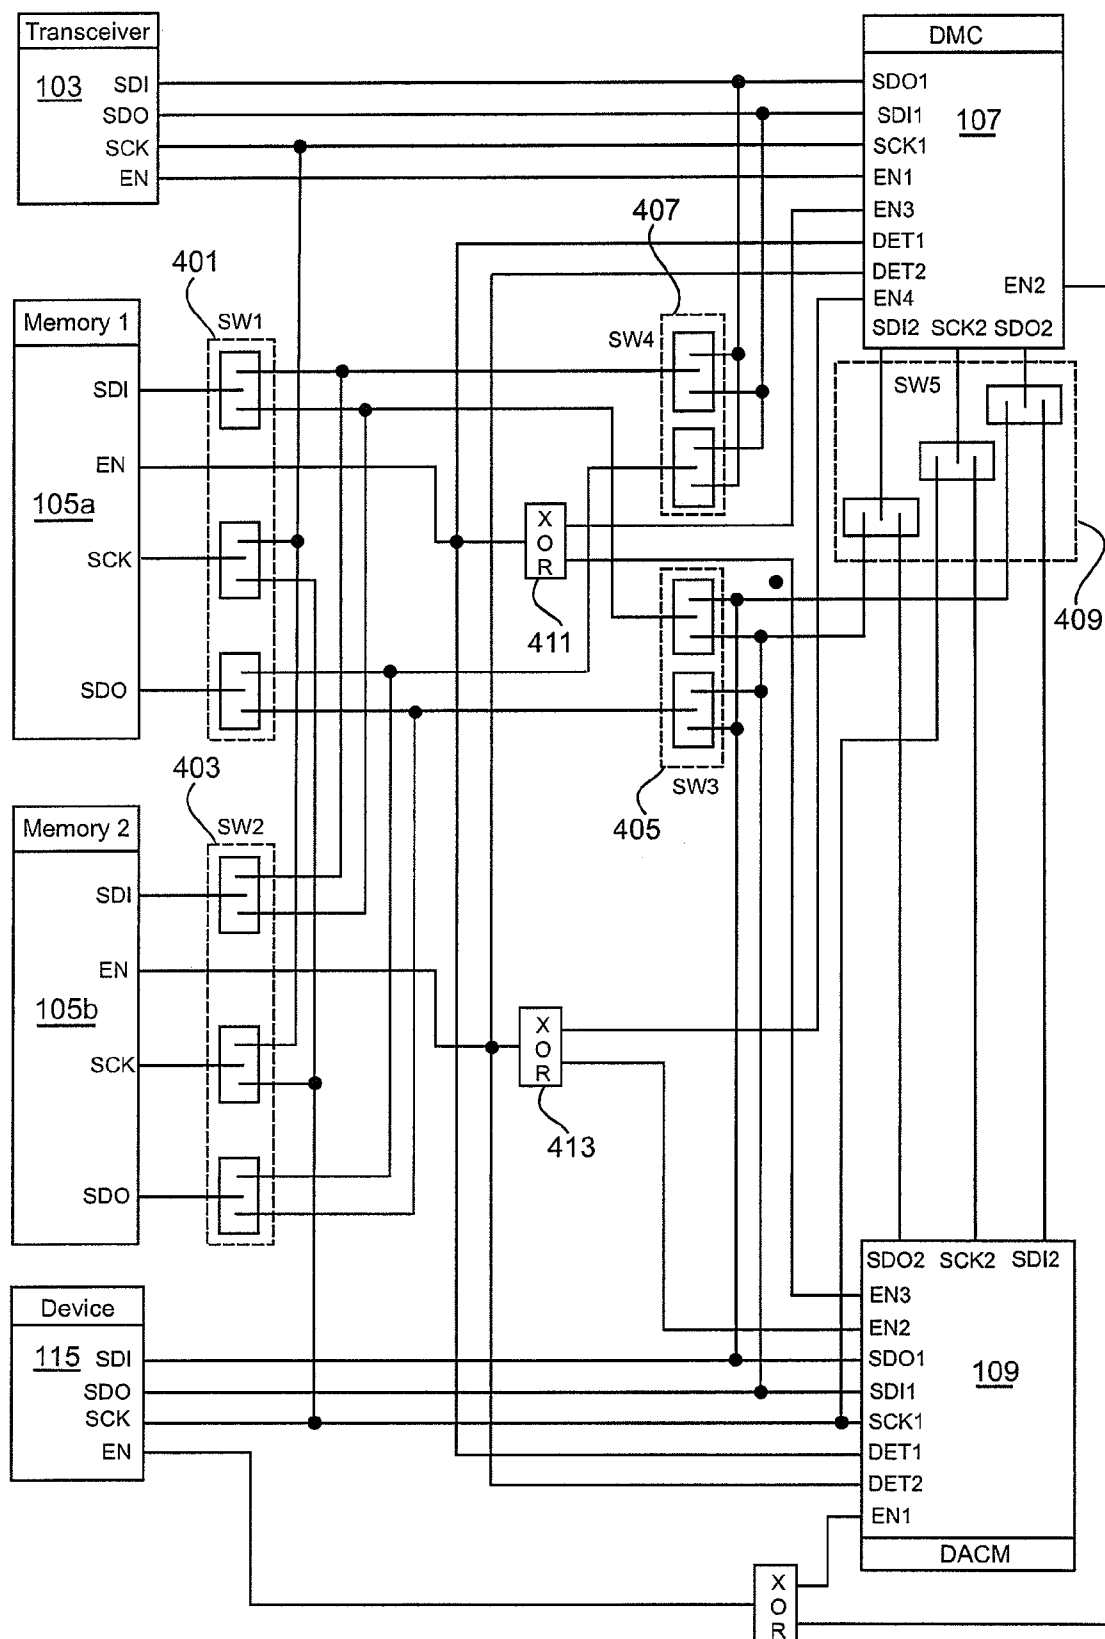 Transceiver
103
SDI
SDO
SCK
EN
DMC
107
SDO1
SDI1
SCK1
EN1
EN3
DET1
DET2
EN4
EN2
SDI2 SCK2 SDO2
401
SW1
407
SW4
SW5
409
Memory 1
SDI
EN
105a
SCK
SDO
X
O
R
411
SW3
405
403
SW2
Memory 2
SDI
EN
105b
SCK
SDO
X
O
R
413
Device
115
SDI
SDO
SCK
EN
SDO2 SCK2 SDI2
EN3
EN2
SDO1
SDI1
SCK1
DET1
DET2
EN1
109
DACM
X
O
R